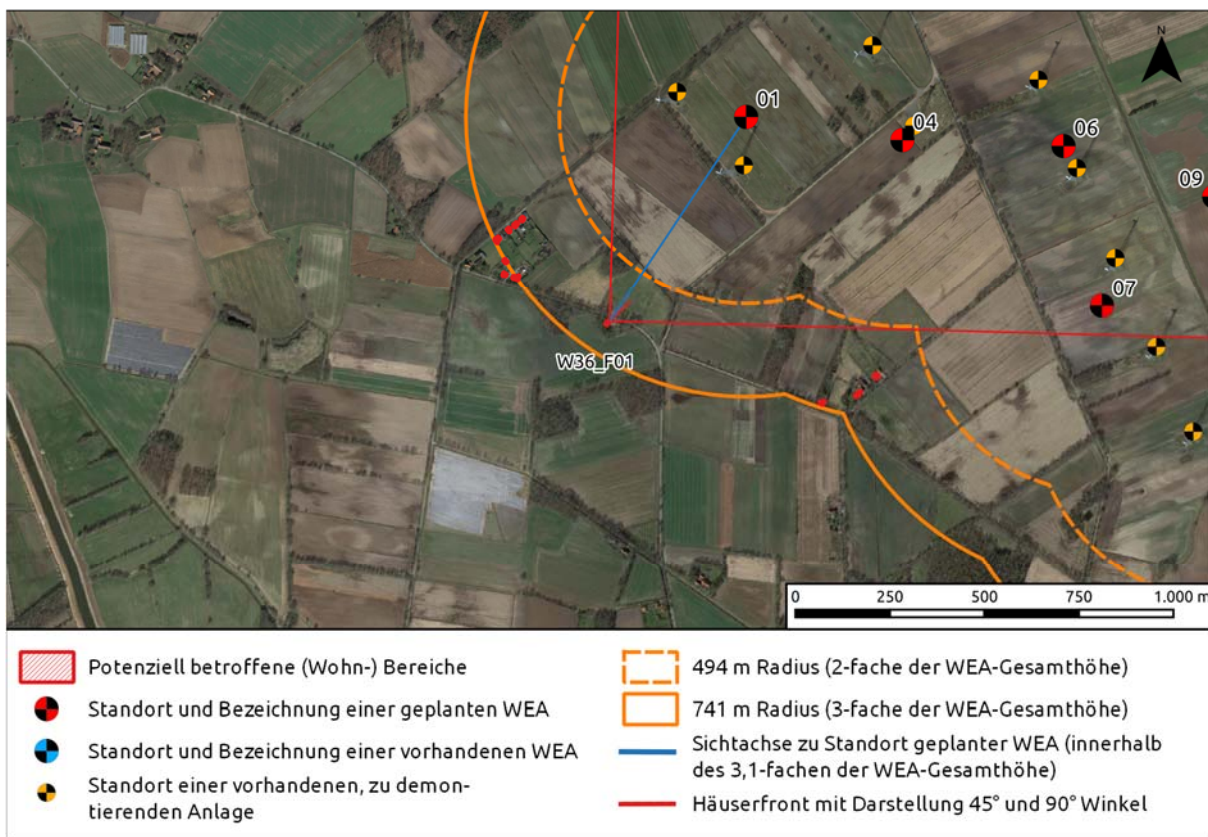 N
01
04
06
09
07
W36_F01
0 250 500 750 1.000 m
Potenziell betroffene (Wohn-) Bereiche
Standort und Bezeichnung einer geplanten WEA
Standort und Bezeichnung einer vorhandenen WEA
Standort einer vorhandenen, zu demon-
tierenden Anlage
494 m Radius (2-fache der WEA-Gesamthöhe)
741 m Radius (3-fache der WEA-Gesamthöhe)
Sichtachse zu Standort geplanter WEA (innerhalb
des 3,1-fachen der WEA-Gesamthöhe)
Häuserfront mit Darstellung 45° und 90° Winkel